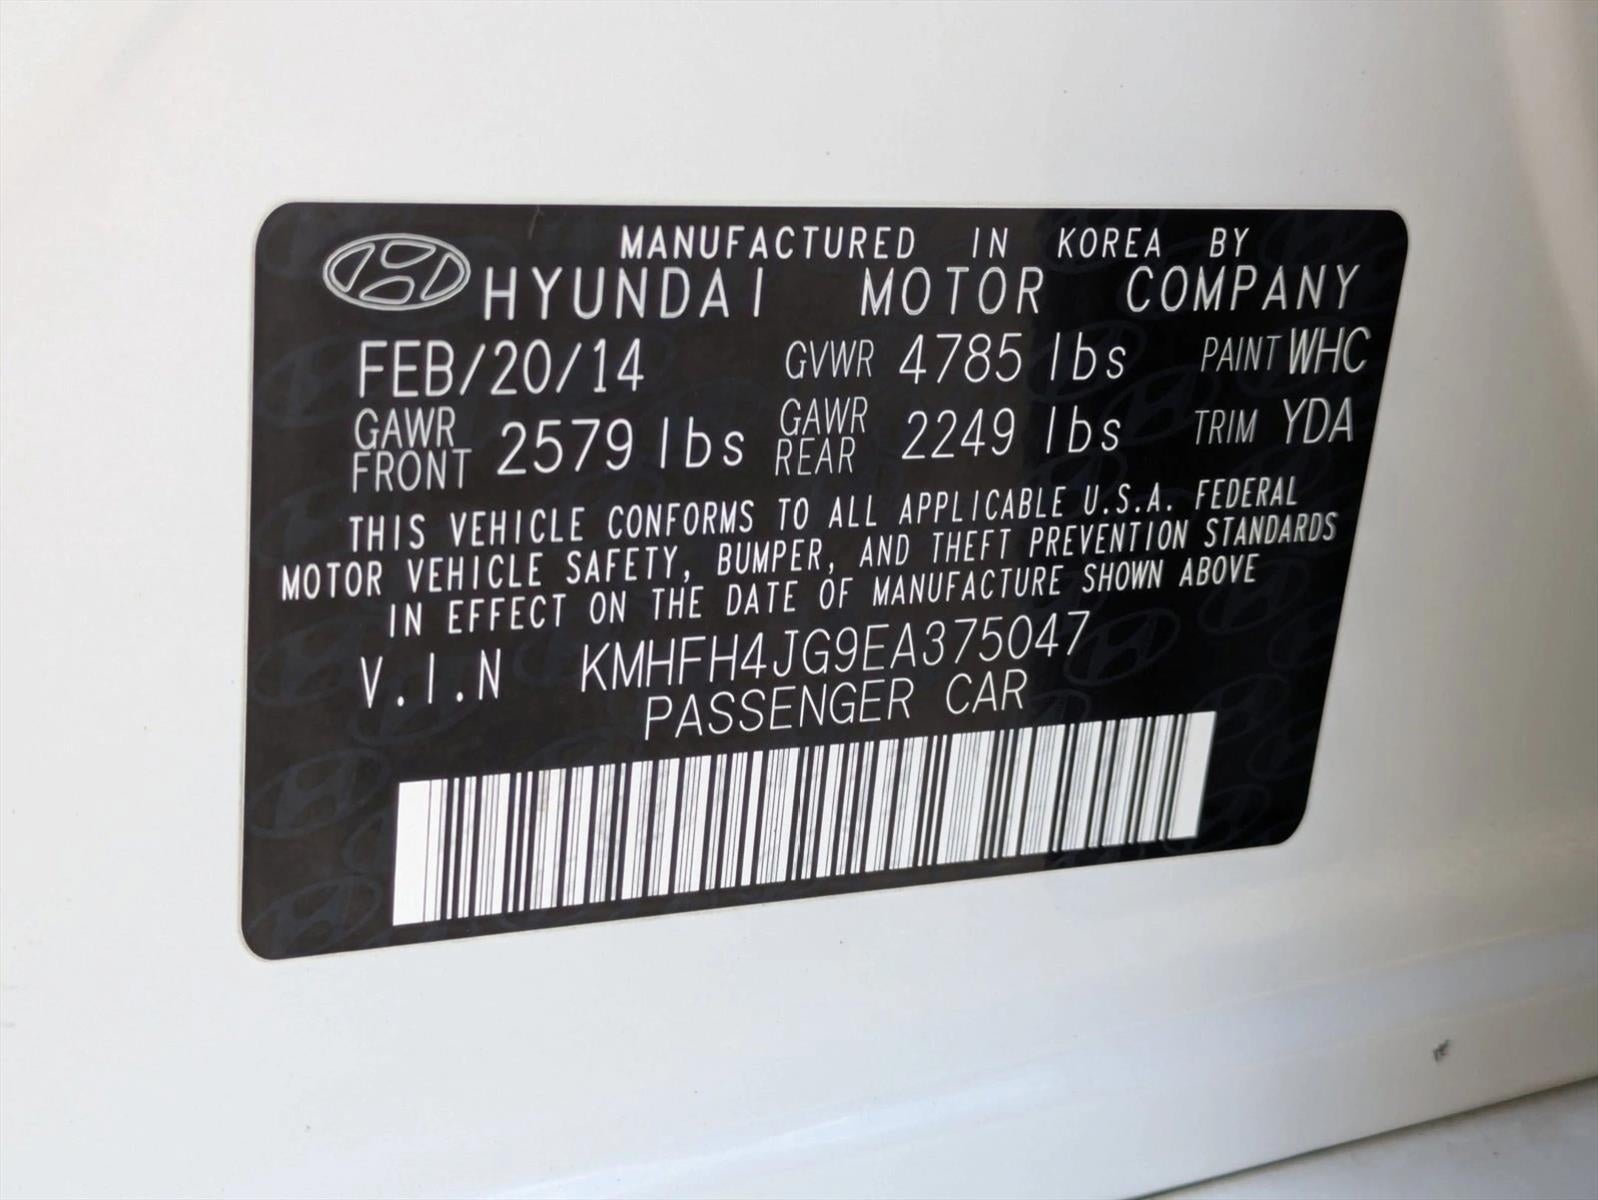 MANUFACTURED IN KOREA BY
HYUNDAI MOTOR COMPANY
FEB/20/14 GVWR 4785 lbs PAINT WHC
GAWR FRONT 2579 lbs GAWR REAR 2249 lbs TRIM YDA
THIS VEHICLE CONFORMS TO ALL APPLICABLE U.S.A. FEDERAL
MOTOR VEHICLE SAFETY, BUMPER, AND THEFT PREVENTION STANDARDS
IN EFFECT ON THE DATE OF MANUFACTURE SHOWN ABOVE
V.I.N KMHFH4JG9EA375047
PASSENGER CAR